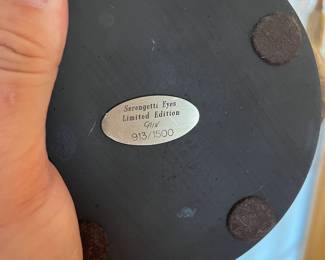 Serengetti Eyes
Limited Edition
913/1500